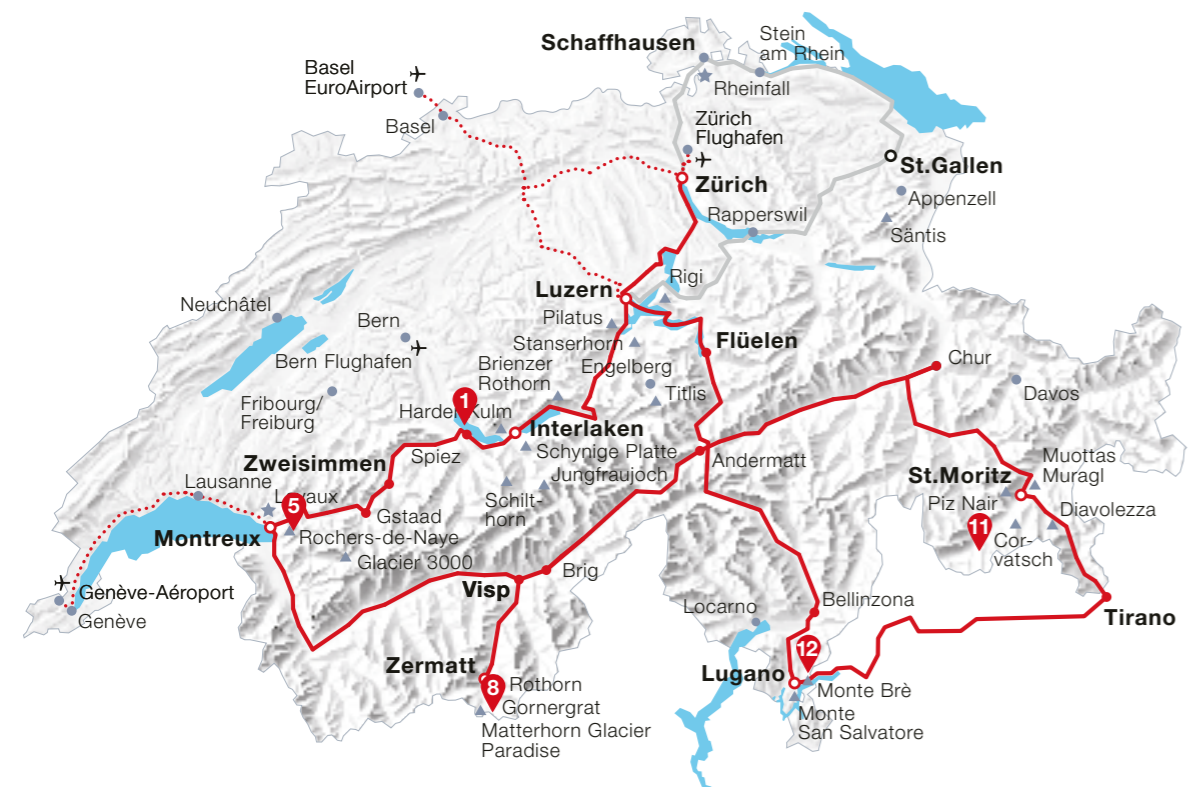 Schaffhausen
Stein
am Rhein
Basel
EuroAirport
Rheinfall
Basel
Zürich
Flughafen
St.Gallen
Zürich
Appenzell
Rapperswil
Säntis
Rigi
Luzern
Neuchâtel
Pilatus
Bern
Stanserhorn
Flüelen
Bern Flughafen
Brienzer
Rothorn
Engelberg
Chur
Titlis
Davos
Fribourg/
Freiburg
1
Harder Kulm
Interlaken
Spiez
Schynige Platte
Andermatt
Muottas
Muragl
Zweisimmen
Jungfraujoch
St.Moritz
Lausanne
Schilt-
horn
Piz Nair
Lavaux
5
Gstaad
Diavolezza
11
Montreux
Rochers-de-Naye
Cor-
vatsch
Glacier 3000
Brig
Genève-Aéroport
Visp
Genève
Locarno
Bellinzona
Tirano
12
Zermatt
Lugano
8
Rothorn
Monte Brè
Gornergrat
Monte
San Salvatore
Matterhorn Glacier
Paradise